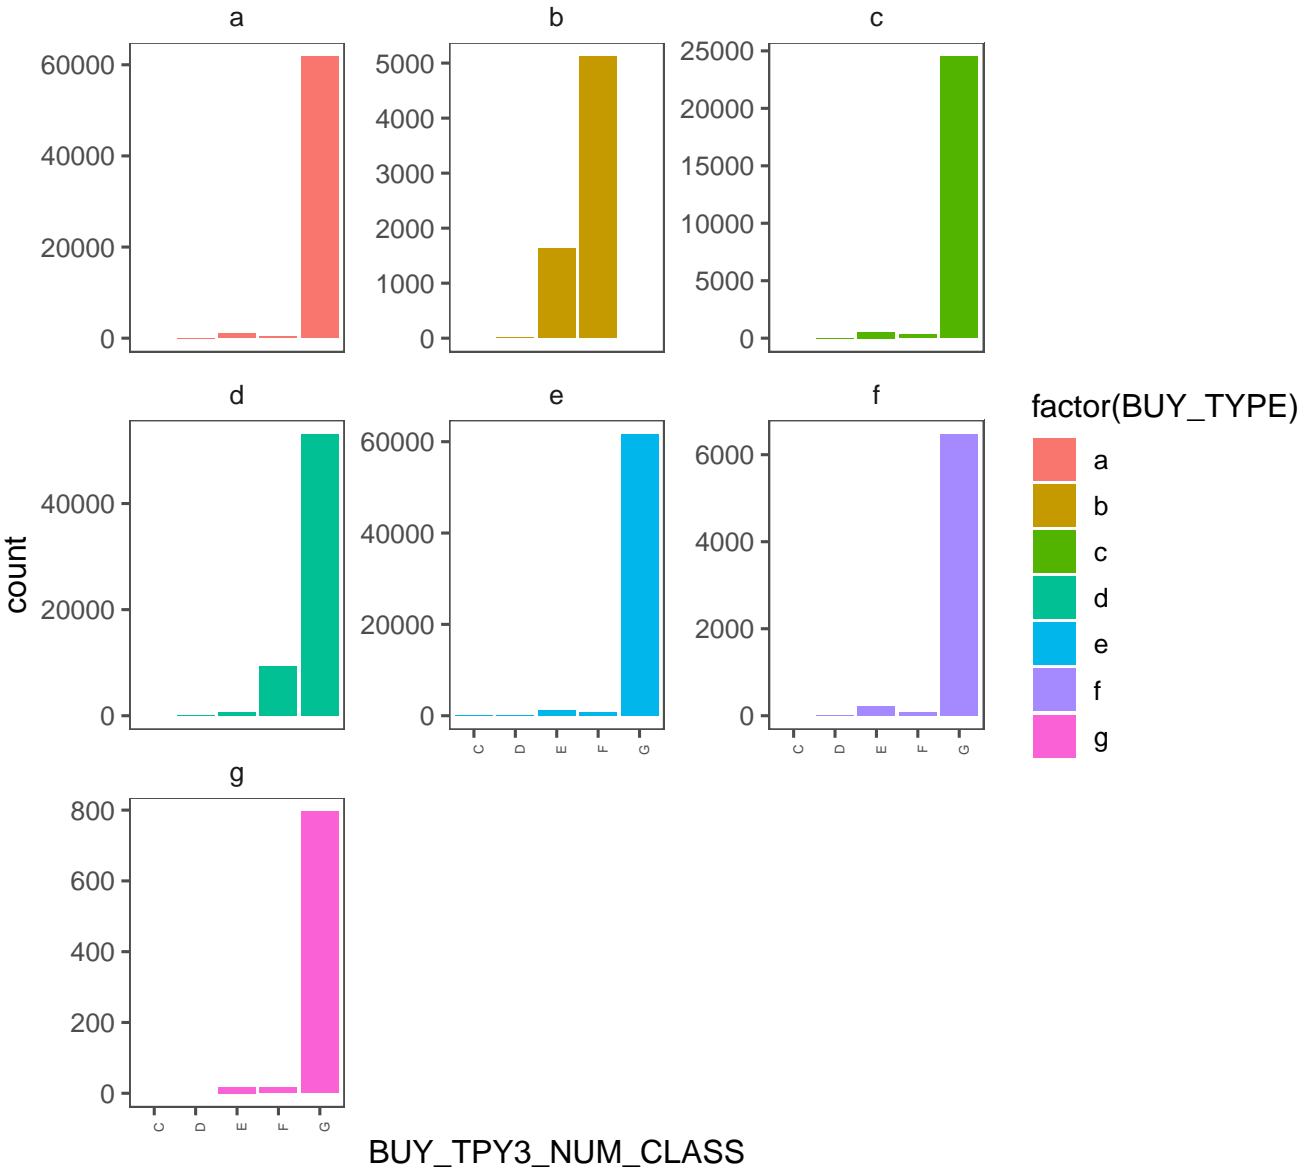 a
b
c
60000
40000
20000
0
5000
4000
3000
2000
1000
0
25000
20000
15000
10000
5000
0
d
e
f
40000
20000
0
60000
40000
20000
0
C
D
E
F
G
6000
4000
2000
0
C
D
E
F
G
g
800
600
400
200
0
C
D
E
F
G
count
BUY_TPY3_NUM_CLASS
factor(BUY_TYPE)
a
b
c
d
e
f
g